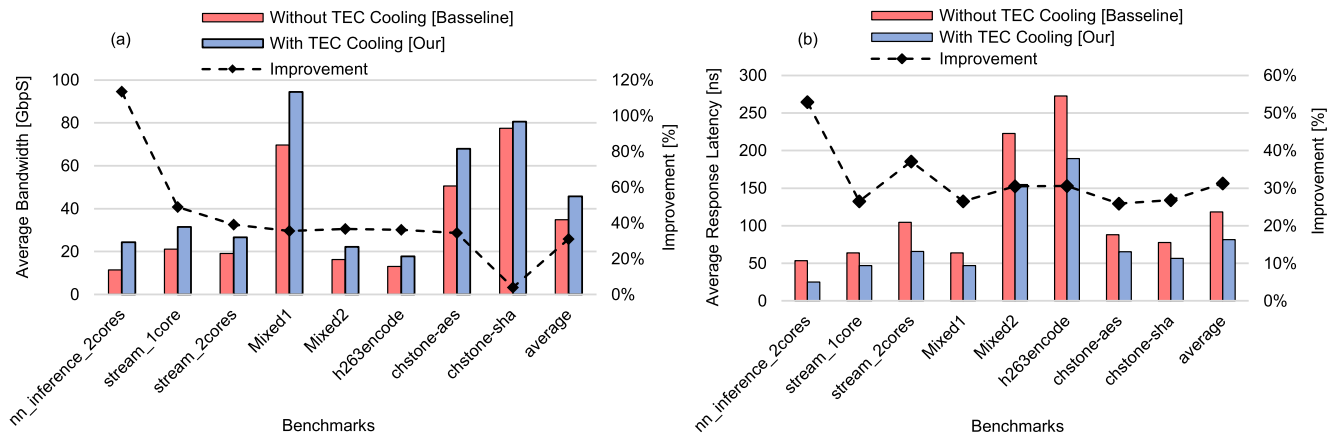 (a)
Without TEC Cooling [Basseline]
With TEC Cooling [Our]
Improvement
Average Bandwidth [GbpS]
100
80
60
40
20
0
120%
100%
80%
60%
40%
20%
0%
Improvement [%]
nn_inference_2cores
stream_1core
stream_2cores
Mixed1
Mixed2
h263encode
chstone-aes
chstone-sha
average
Benchmarks
(b)
Without TEC Cooling [Basseline]
With TEC Cooling [Our]
Improvement
Average Response Latency [ns]
300
250
200
150
100
50
0
60%
50%
40%
30%
20%
10%
0%
Improvement [%]
nn_inference_2cores
stream_1core
stream_2cores
Mixed1
Mixed2
h263encode
chstone-aes
chstone-sha
average
Benchmarks